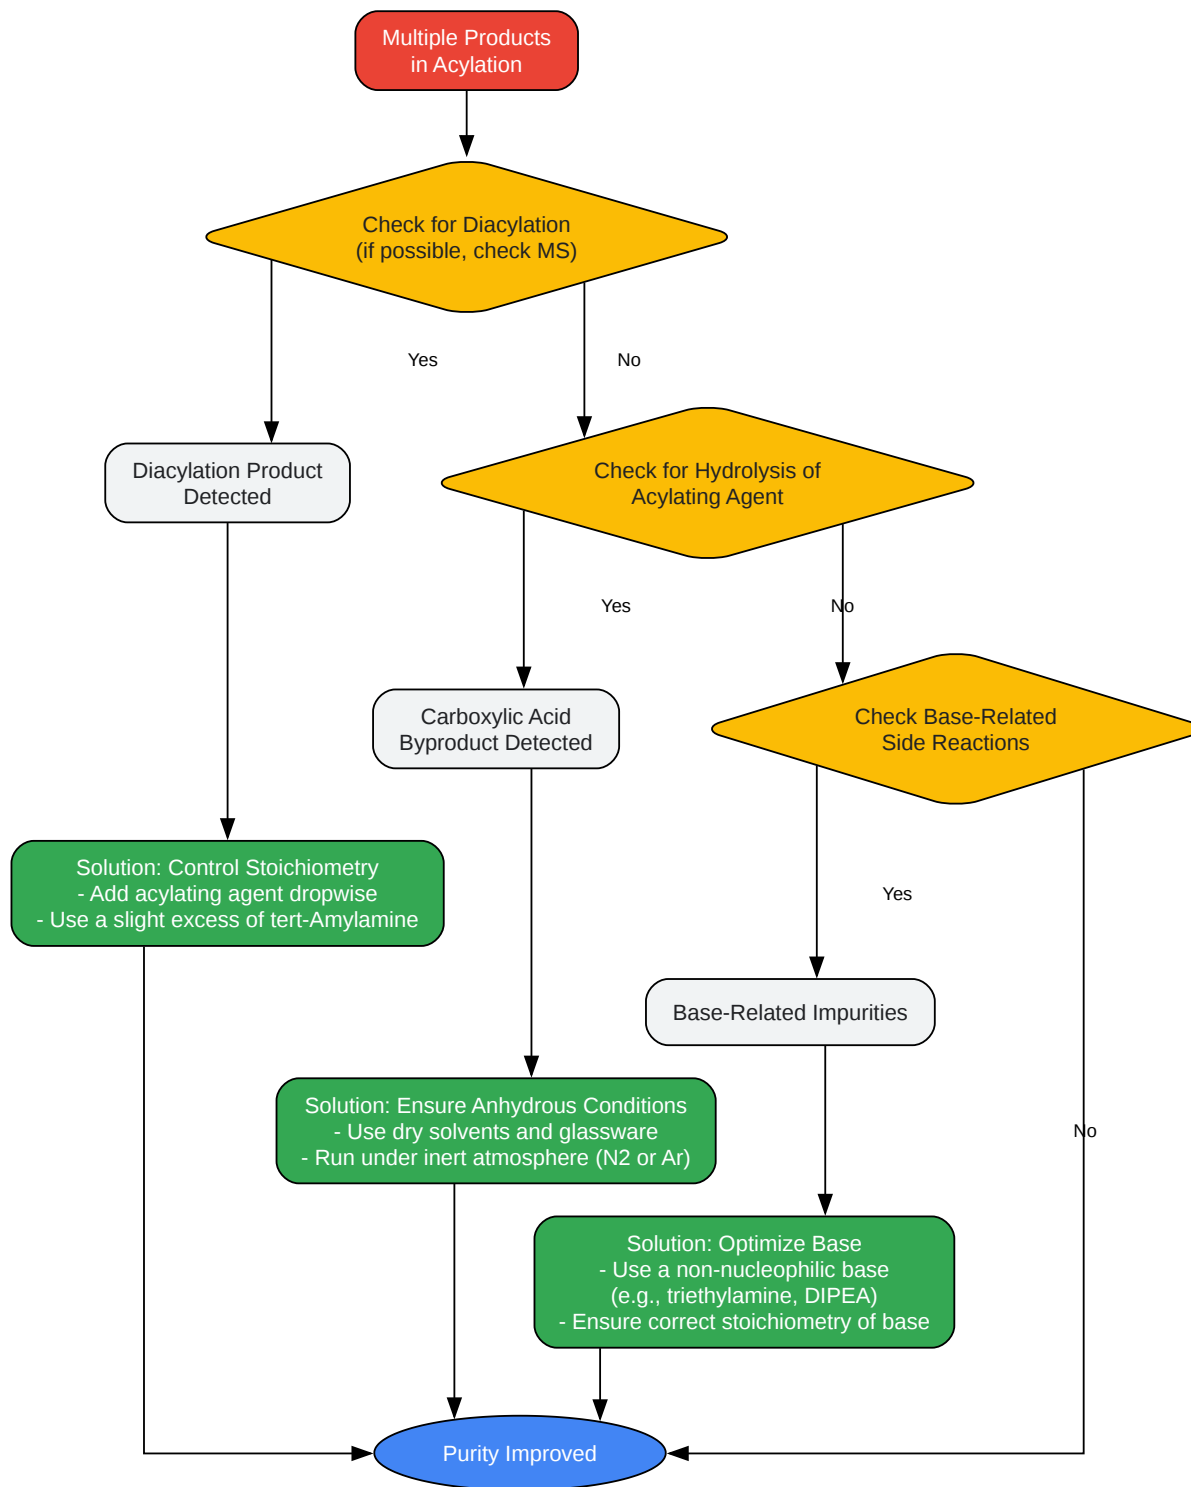 Multiple Products
in Acylation
Check for Diacylation
(if possible, check MS)
Yes
No
Diacylation Product
Detected
Check for Hydrolysis of
Acylating Agent
Yes
No
Carboxylic Acid
Byproduct Detected
Check Base-Related
Side Reactions
Solution: Control Stoichiometry
- Add acylating agent dropwise
- Use a slight excess of tert-Amylamine
Yes
Base-Related Impurities
Solution: Ensure Anhydrous Conditions
- Use dry solvents and glassware
- Run under inert atmosphere (N2 or Ar)
No
Solution: Optimize Base
- Use a non-nucleophilic base
(e.g., triethylamine, DIPEA)
- Ensure correct stoichiometry of base
Purity Improved